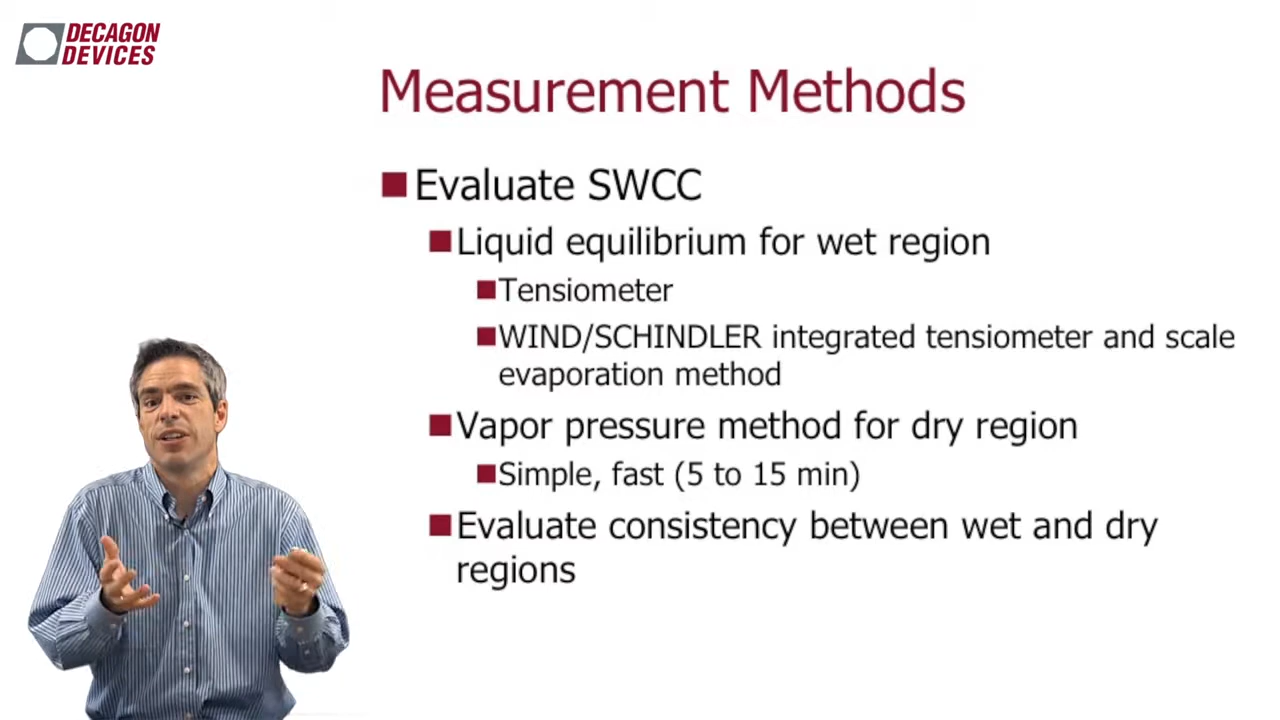 DECAGON
DEVICES
Measurement Methods
Evaluate SWCC
Liquid equilibrium for wet region
Tensiometer
WIND/SCHINDLER integrated tensiometer and scale
evaporation method
Vapor pressure method for dry region
Simple, fast (5 to 15 min)
Evaluate consistency between wet and dry
regions